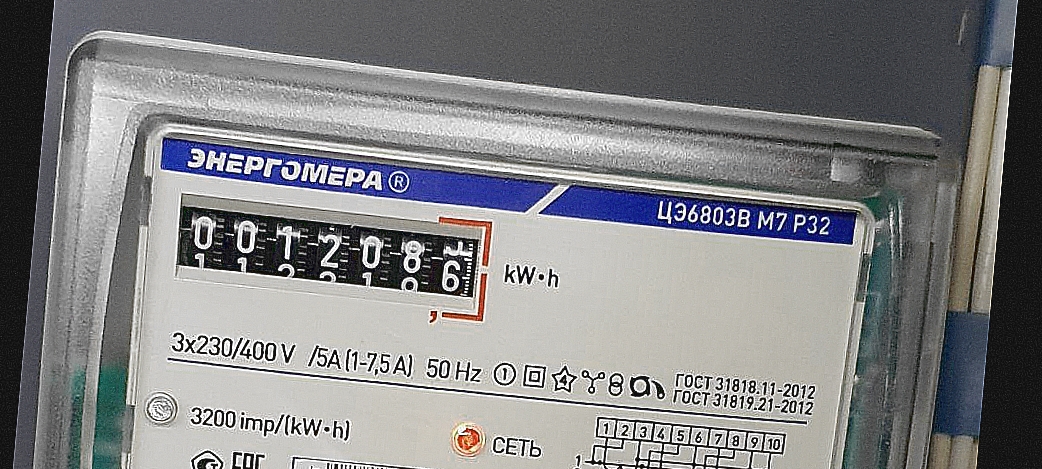 ЭНЕРГОМЕРА®
ЦЭ6803В М7 Р32
0012086
kW•h
3x230/400 V /5A (1-7,5 A) 50 Hz
ГОСТ 31818.11-2012
ГОСТ 31819.21-2012
3200 imp/(kW•h)
СЕТЬ
1 2 3 4 5 6 7 8 9 10
EAC